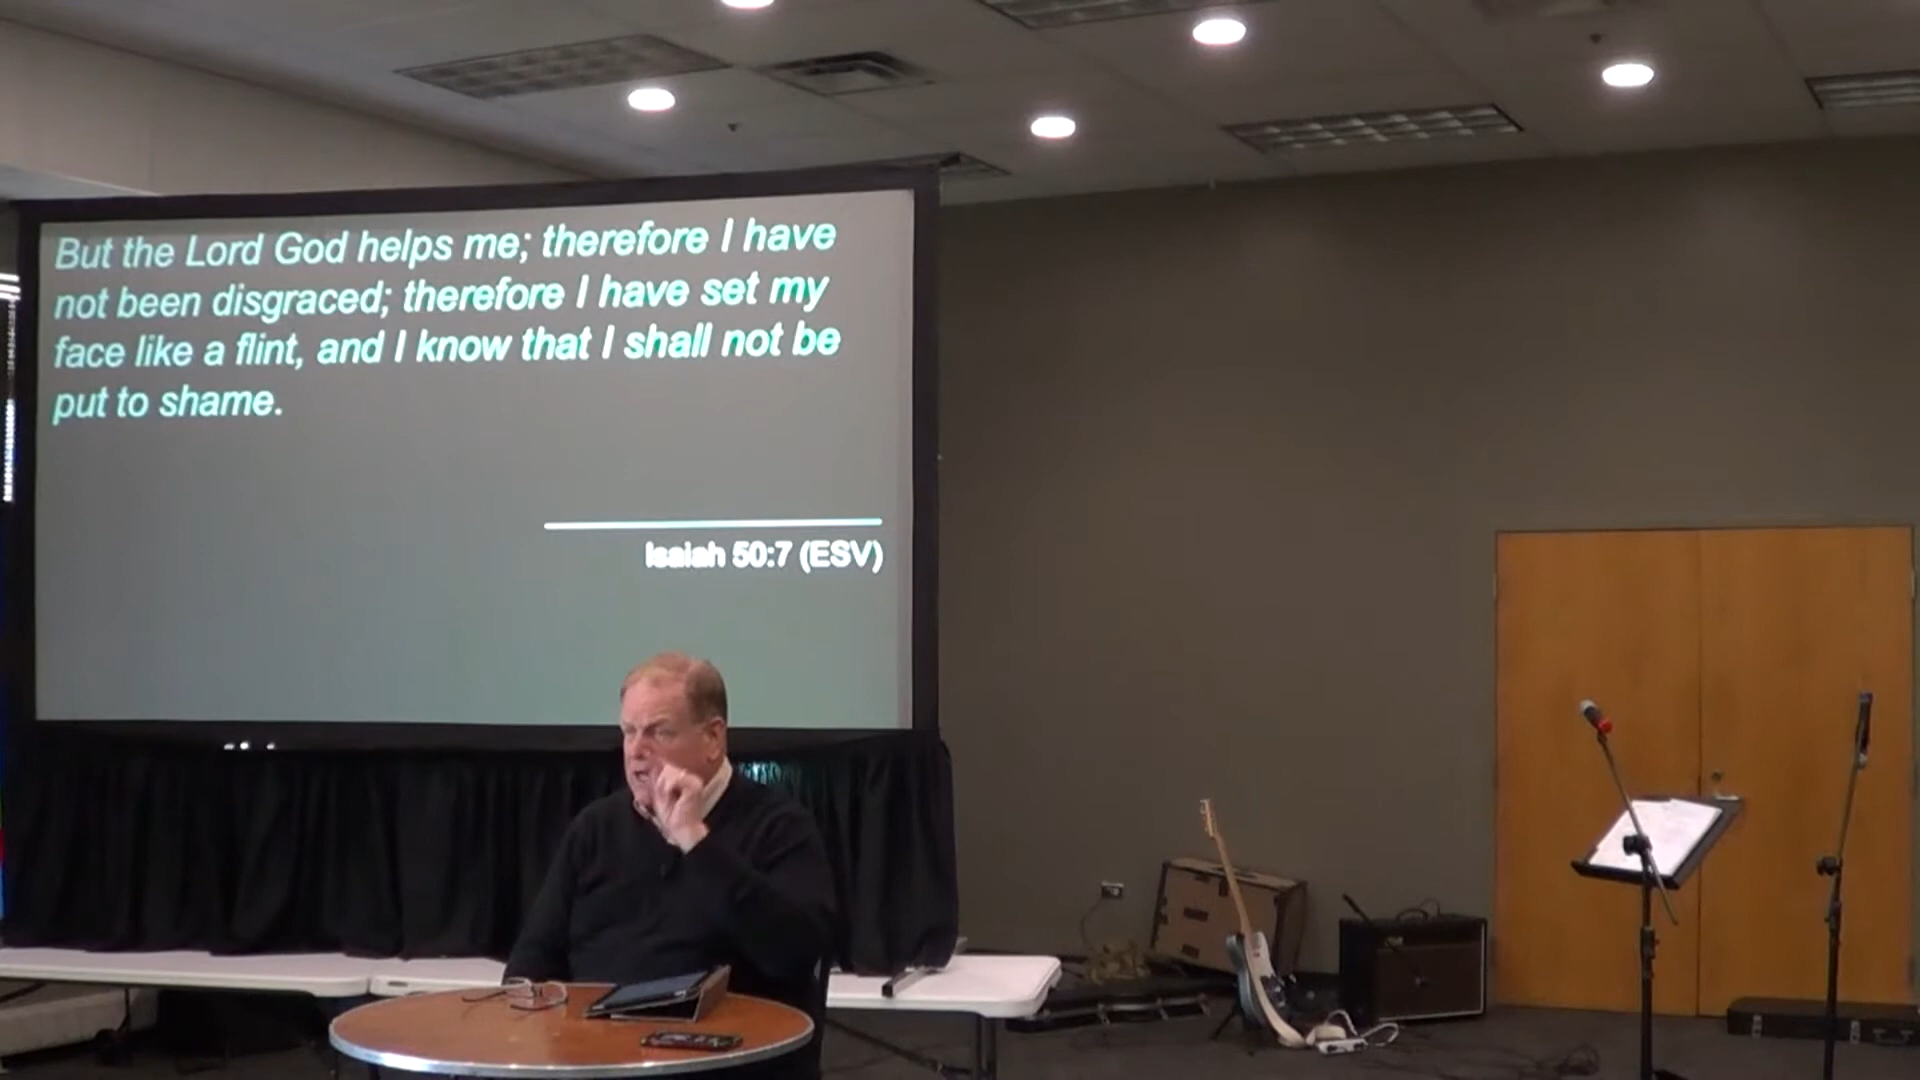 But the Lord God helps me; therefore I have
not been disgraced; therefore I have set my
face like a flint, and I know that I shall not be
put to shame.
Isaiah 50:7 (ESV)